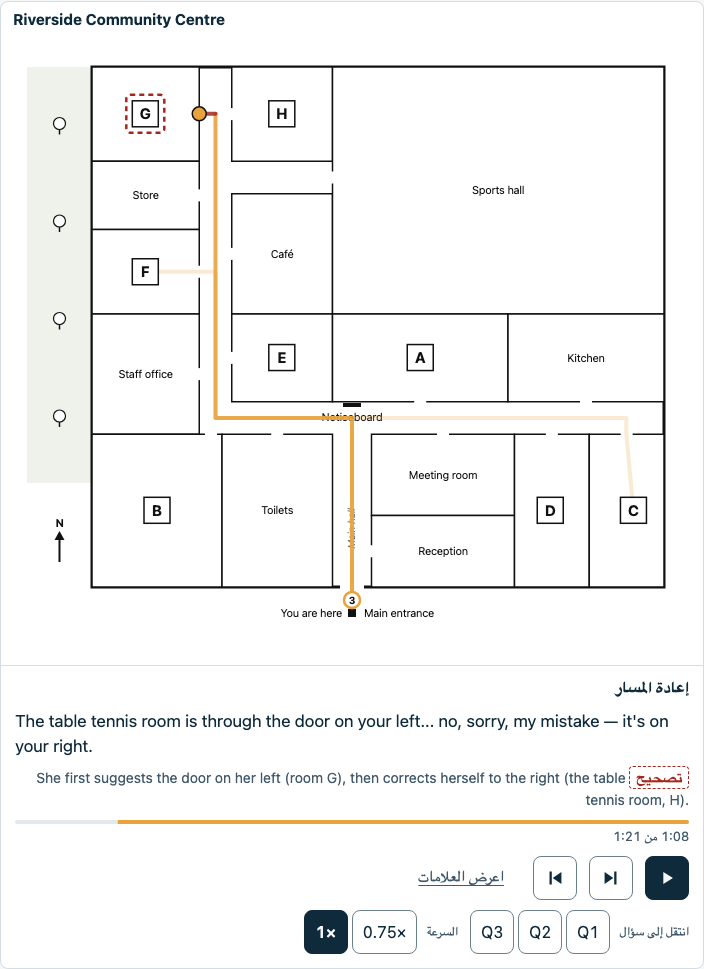 Riverside Community Centre
G
H
Store
Sports hall
Café
F
E
A
Kitchen
Staff office
Noticeboard
Meeting room
B
Toilets
D
C
Main hall
N
Reception
3
You are here
Main entrance
إعادة المسار
The table tennis room is through the door on your left... no, sorry, my mistake — it's on
your right.
تصحيح She first suggests the door on her left (room G), then corrects herself to the right (the table
tennis room, H).
1:08 من 1:21
اعرض العلامات
انتقل إلى سؤال Q1 Q2 Q3 السرعة 0.75× 1×